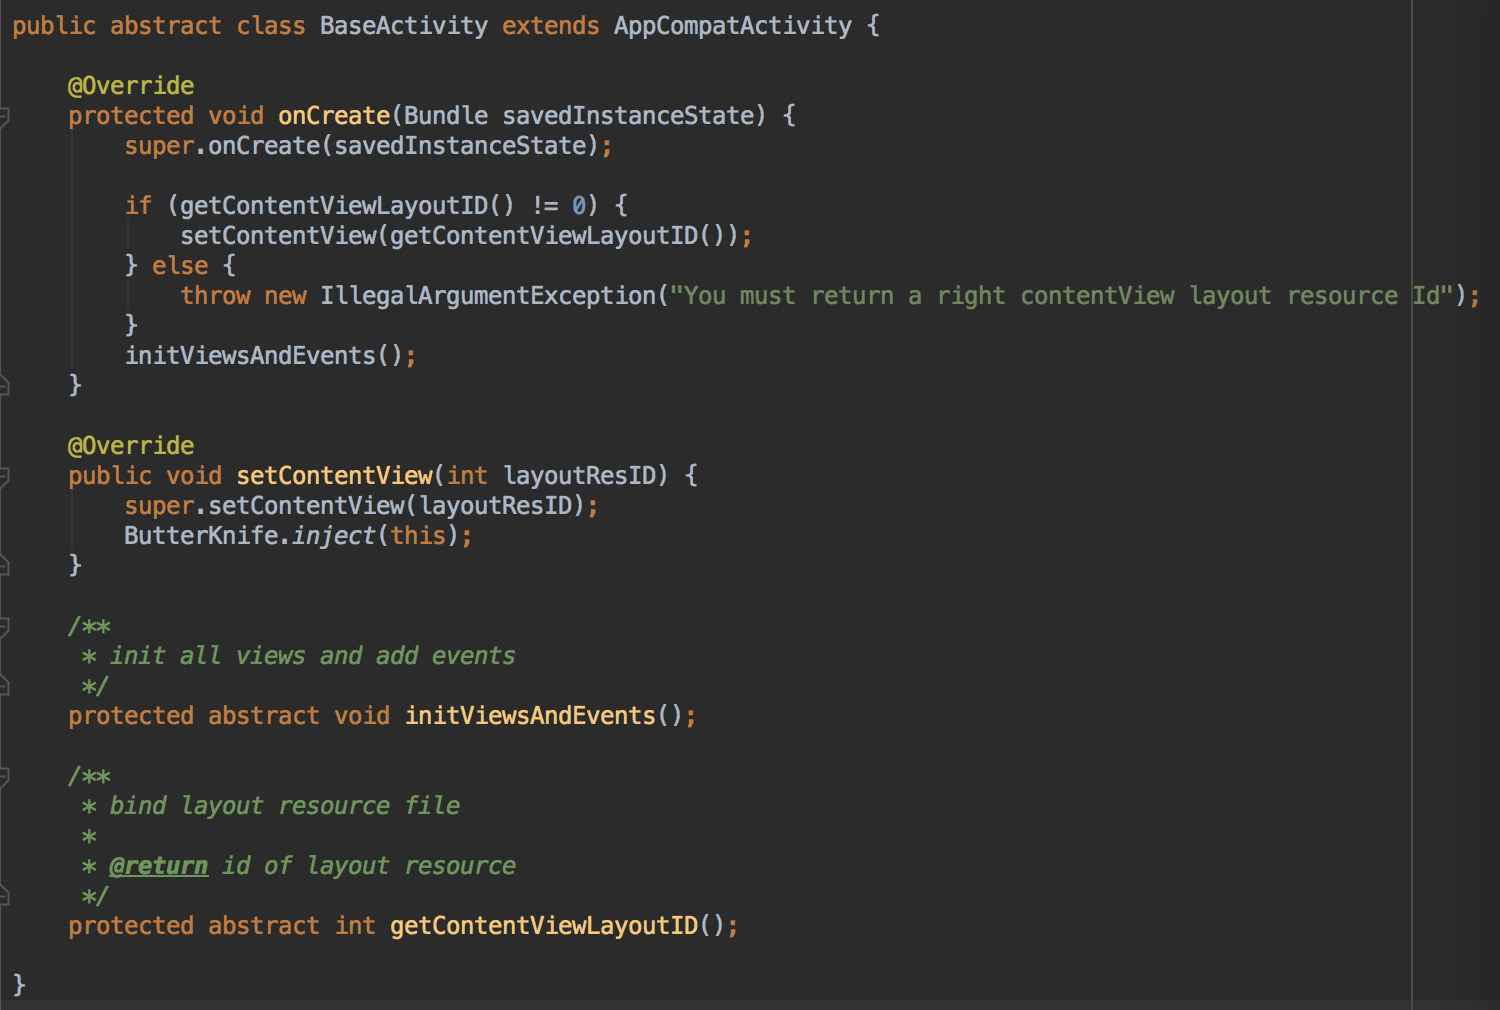 public abstract class BaseActivity extends AppCompatActivity {
@Override
protected void onCreate(Bundle savedInstanceState) {
super.onCreate(savedInstanceState);
if (getContentViewLayoutID() != 0) {
setContentView(getContentViewLayoutID());
} else {
throw new IllegalArgumentException("You must return a right contentView layout resource Id");
}
initViewsAndEvents();
}
@Override
public void setContentView(int layoutResID) {
super.setContentView(layoutResID);
ButterKnife.inject(this);
}
/**
* init all views and add events
*/
protected abstract void initViewsAndEvents();
/**
* bind layout resource file
*
* @return id of layout resource
*/
protected abstract int getContentViewLayoutID();
}